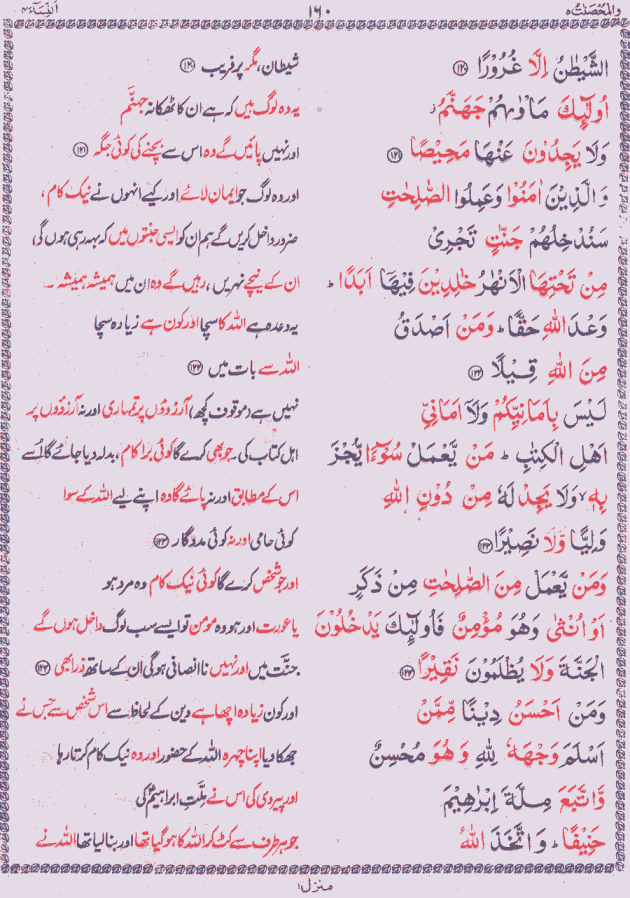 والمحصنٰت ٥
١٦٠
النساء ٤
الشَّيْطٰنُ اِلَّا غُرُوْرًا ﴿١٢٠﴾
شیطان، مگر پُر فریب ﴿١٢٠﴾
اُولٰٓئِكَ مَاْوٰىهُمْ جَهَنَّمُ ز
یہ وہ لوگ ہیں کہ ہے ان کا ٹھکانہ جہنّم
وَلَا يَجِدُوْنَ عَنْهَا مَحِيْصًا ﴿١٢١﴾
اور نہیں پائیں گے وہ اس سے بچنے کی کوئی جگہ ﴿١٢١﴾
وَالَّذِيْنَ اٰمَنُوْا وَعَمِلُوا الصّٰلِحٰتِ
اور وہ لوگ جو ایمان لائے اور کیے انہوں نے نیک کام،
سَنُدْخِلُهُمْ جَنّٰتٍ تَجْرِىْ
ضرور داخل کریں گے ہم ان کو ایسی جنتوں میں کہ بہہ رہی ہوں گی،
مِنْ تَحْتِهَا الْاَنْهٰرُ خٰلِدِيْنَ فِيْهَآ اَبَدًا ؕ
ان کے نیچے نہریں، رہیں گے وہ ان میں ہمیشہ ہمیشہ ۔
وَعْدَ اللهِ حَقًّا ؕ وَمَنْ اَصْدَقُ
یہ وعدہ ہے اللہ کا سچا اور کون ہے زیادہ سچا
مِنَ اللهِ قِيْلًا ﴿١٢٢﴾
اللہ سے بات میں ﴿١٢٢﴾
لَيْسَ بِاَمَانِيِّكُمْ وَلَآ اَمَانِىِّ
نہیں ہے (موقوف کچھ) آرزوؤں پر تمہاری اور نہ آرزوؤں پر
اَهْلِ الْكِتٰبِ ؕ مَنْ يَّعْمَلْ سُوْٓءًا يُّجْزَ
اہل کتاب کی ۔ جو بھی کرے گا کوئی برا کام، بدلہ دیا جائے گا اُسے
بِهٖ ۙ وَلَا يَجِدْ لَهٗ مِنْ دُوْنِ اللهِ
اس کے مطابق اور نہ پائے گا وہ اپنے لیے اللہ کے سوا
وَلِيًّا وَّلَا نَصِيْرًا ﴿١٢٣﴾
کوئی حامی اور نہ کوئی مددگار ﴿١٢٣﴾
وَمَنْ يَّعْمَلْ مِنَ الصّٰلِحٰتِ مِنْ ذَكَرٍ
اور جو شخص کرے گا کوئی نیک کام وہ مرد ہو
اَوْ اُنْثٰى وَهُوَ مُؤْمِنٌ فَاُولٰٓئِكَ يَدْخُلُوْنَ
یا عورت اور ہو وہ مومن تو ایسے سب لوگ داخل ہوں گے
الْجَنَّةَ وَلَا يُظْلَمُوْنَ نَقِيْرًا ﴿١٢٤﴾
جنّت میں اور نہیں ناانصافی ہوگی ان کے ساتھ ذرا بھی ﴿١٢٤﴾
وَمَنْ اَحْسَنُ دِيْنًا مِّمَّنْ
اور کون زیادہ اچھا ہے دین کے لحاظ سے اس شخص سے جس نے
اَسْلَمَ وَجْهَهٗ لِلّٰهِ وَهُوَ مُحْسِنٌ
جھکا دیا اپنا چہرہ اللہ کے حضور اور وہ نیک کام کرتا رہا
وَّاتَّبَعَ مِلَّةَ اِبْرٰهِيْمَ
اور پیروی کی اس نے ملّتِ ابراہیمؑ کی
حَنِيْفًا ؕ وَاتَّخَذَ اللهُ
جو ہر طرف سے کٹ کر اللہ کا ہو گیا تھا اور بنا لیا تھا اللہ نے
منزل ١